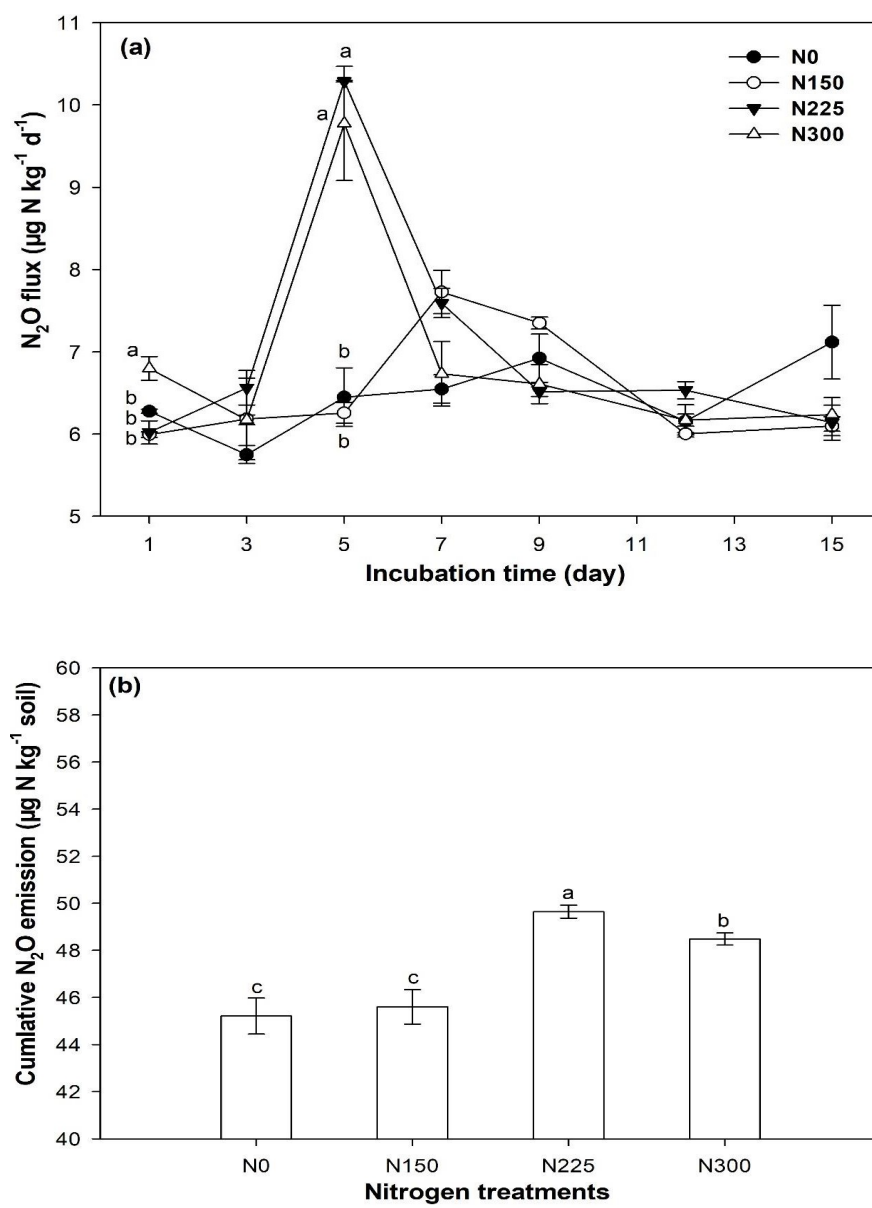 (a)
N0
N150
N225
N300
a
a
a
b
b
b
b
b
11
10
9
8
7
6
5
N₂O flux (µg N kg⁻¹ d⁻¹)
1 3 5 7 9 11 13 15
Incubation time (day)
(b)
60
58
56
54
52
50
48
46
44
42
40
Cumlative N₂O emission (µg N kg⁻¹ soil)
c
c
a
b
N0 N150 N225 N300
Nitrogen treatments